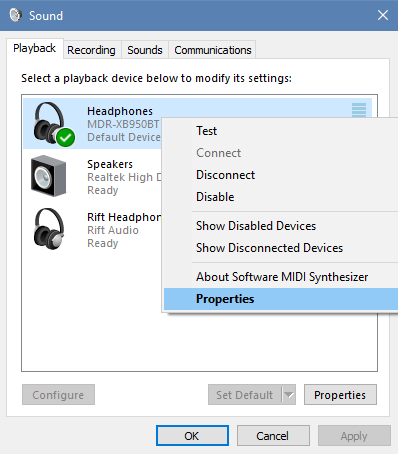 Sound
Playback Recording Sounds Communications
Select a playback device below to modify its settings:
Headphones
MDR-XB950BT
Default Device
Speakers
Realtek High
Ready
Rift Audio
Ready
Test
Connect
Disconnect
Disable
Show Disabled Devices
Show Disconnected Devices
About Software MIDI Synthesizer
Properties
Configure
Set Default
Properties
OK
Cancel
Apply